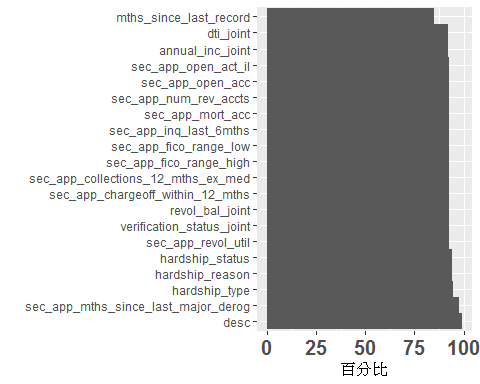 mths_since_last_record
dti_joint
annual_inc_joint
sec_app_open_act_il
sec_app_open_acc
sec_app_num_rev_accts
sec_app_mort_acc
sec_app_inq_last_6mths
sec_app_fico_range_low
sec_app_fico_range_high
sec_app_collections_12_mths_ex_med
sec_app_chargeoff_within_12_mths
revol_bal_joint
verification_status_joint
sec_app_revol_util
hardship_status
hardship_reason
hardship_type
sec_app_mths_since_last_major_derog
desc
0 25 50 75 100
百分比